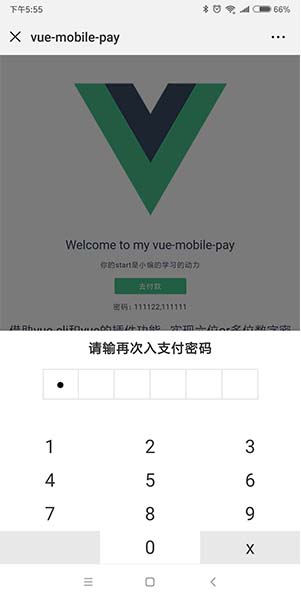 下午5:55
66%
vue-mobile-pay
Welcome to my vue-mobile-pay
你的start是小编的学习的动力
去付款
密码：111122,111111
借助vue-cli和vue的插件功能，实现六位or多位数字密
请输再次入支付密码
1 2 3
4 5 6
7 8 9
0 x